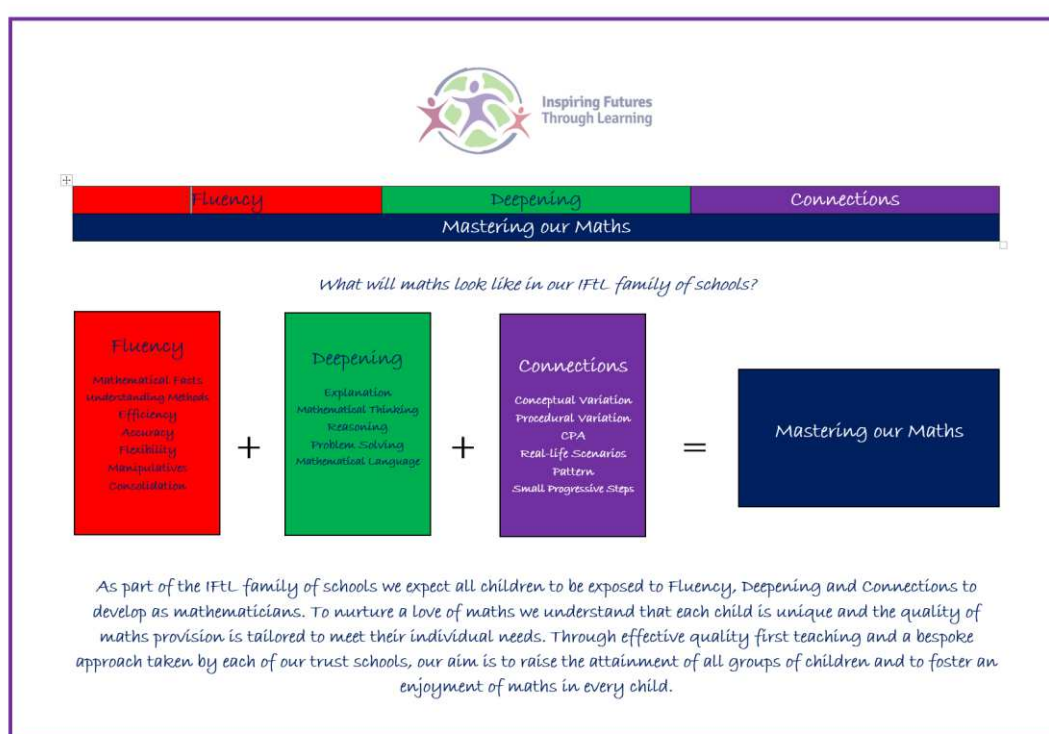 Inspiring Futures
Through Learning
Fluency
Deepening
Connections
Mastering our Maths
What will maths look like in our IFtL family of schools?
Fluency
Mathematical Facts
Understanding Methods
Efficiency
Accuracy
Flexibility
Manipulatives
Consolidation
+
Deepening
Explanation
Mathematical Thinking
Reasoning
Problem Solving
Mathematical Language
+
Connections
Conceptual Variation
Procedural Variation
CPA
Real-life Scenarios
Pattern
Small Progressive Steps
=
Mastering our Maths
As part of the IFtL family of schools we expect all children to be exposed to Fluency, Deepening and Connections to
develop as mathematicians. To nurture a love of maths we understand that each child is unique and the quality of
maths provision is tailored to meet their individual needs. Through effective quality first teaching and a bespoke
approach taken by each of our trust schools, our aim is to raise the attainment of all groups of children and to foster an
enjoyment of maths in every child.